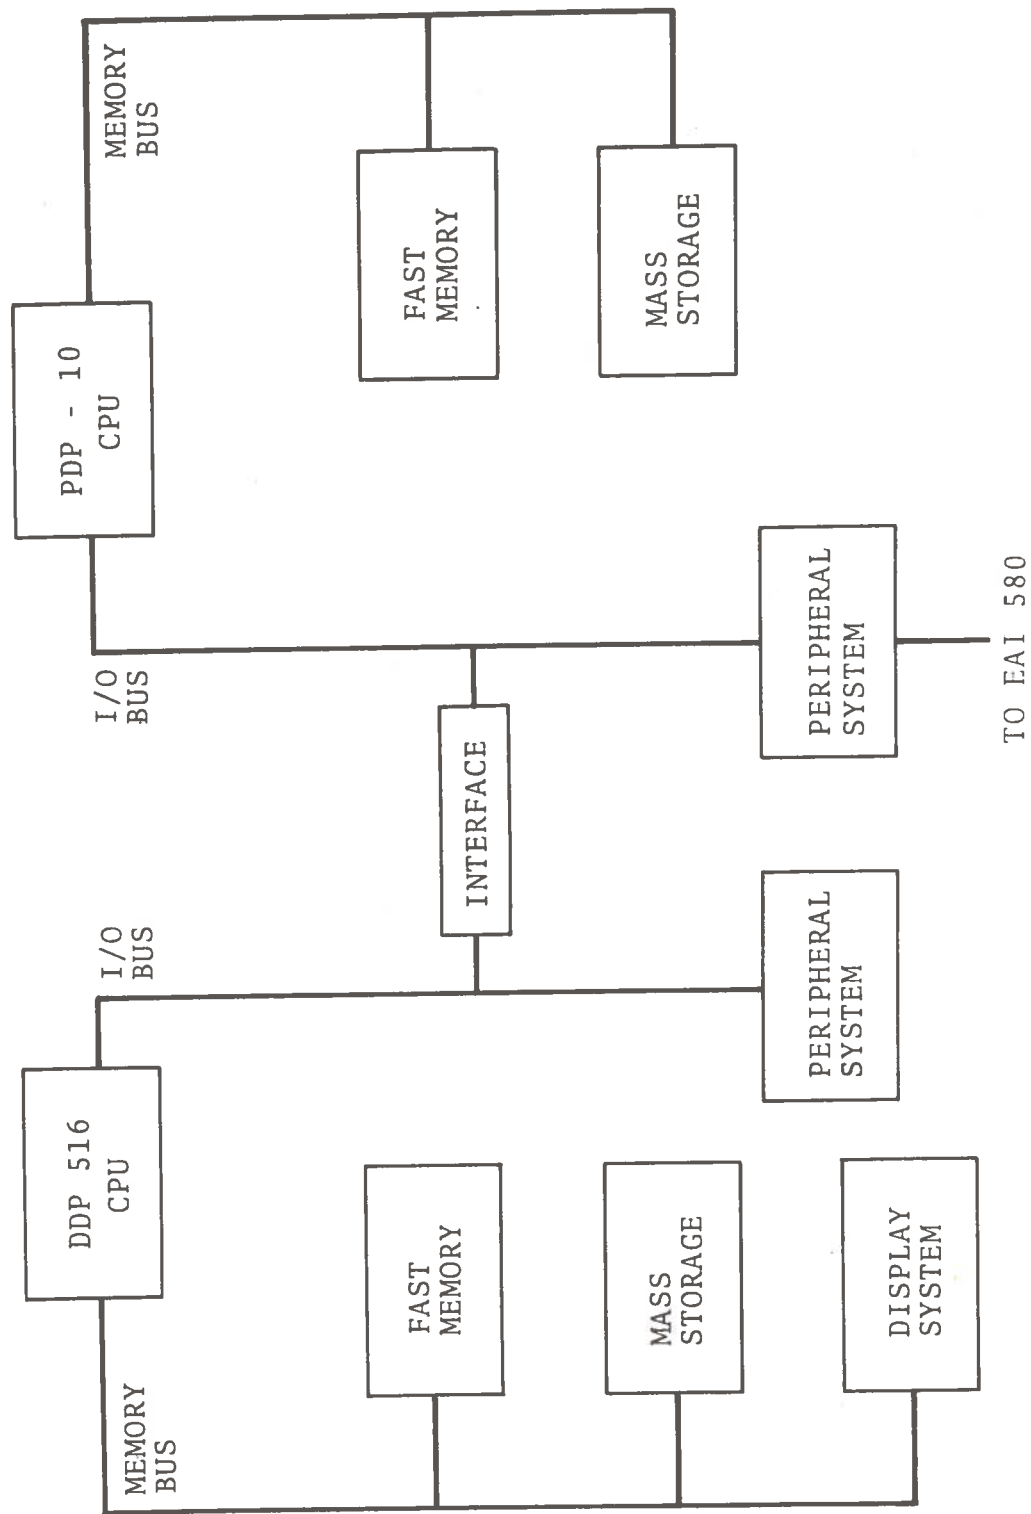 DDP 516
CPU
PDP - 10
CPU
MEMORY
BUS
I/O
BUS
I/O
BUS
MEMORY
BUS
FAST
MEMORY
INTERFACE
FAST
MEMORY
MASS
STORAGE
MASS
STORAGE
DISPLAY
SYSTEM
PERIPHERAL
SYSTEM
PERIPHERAL
SYSTEM
TO EAI 580